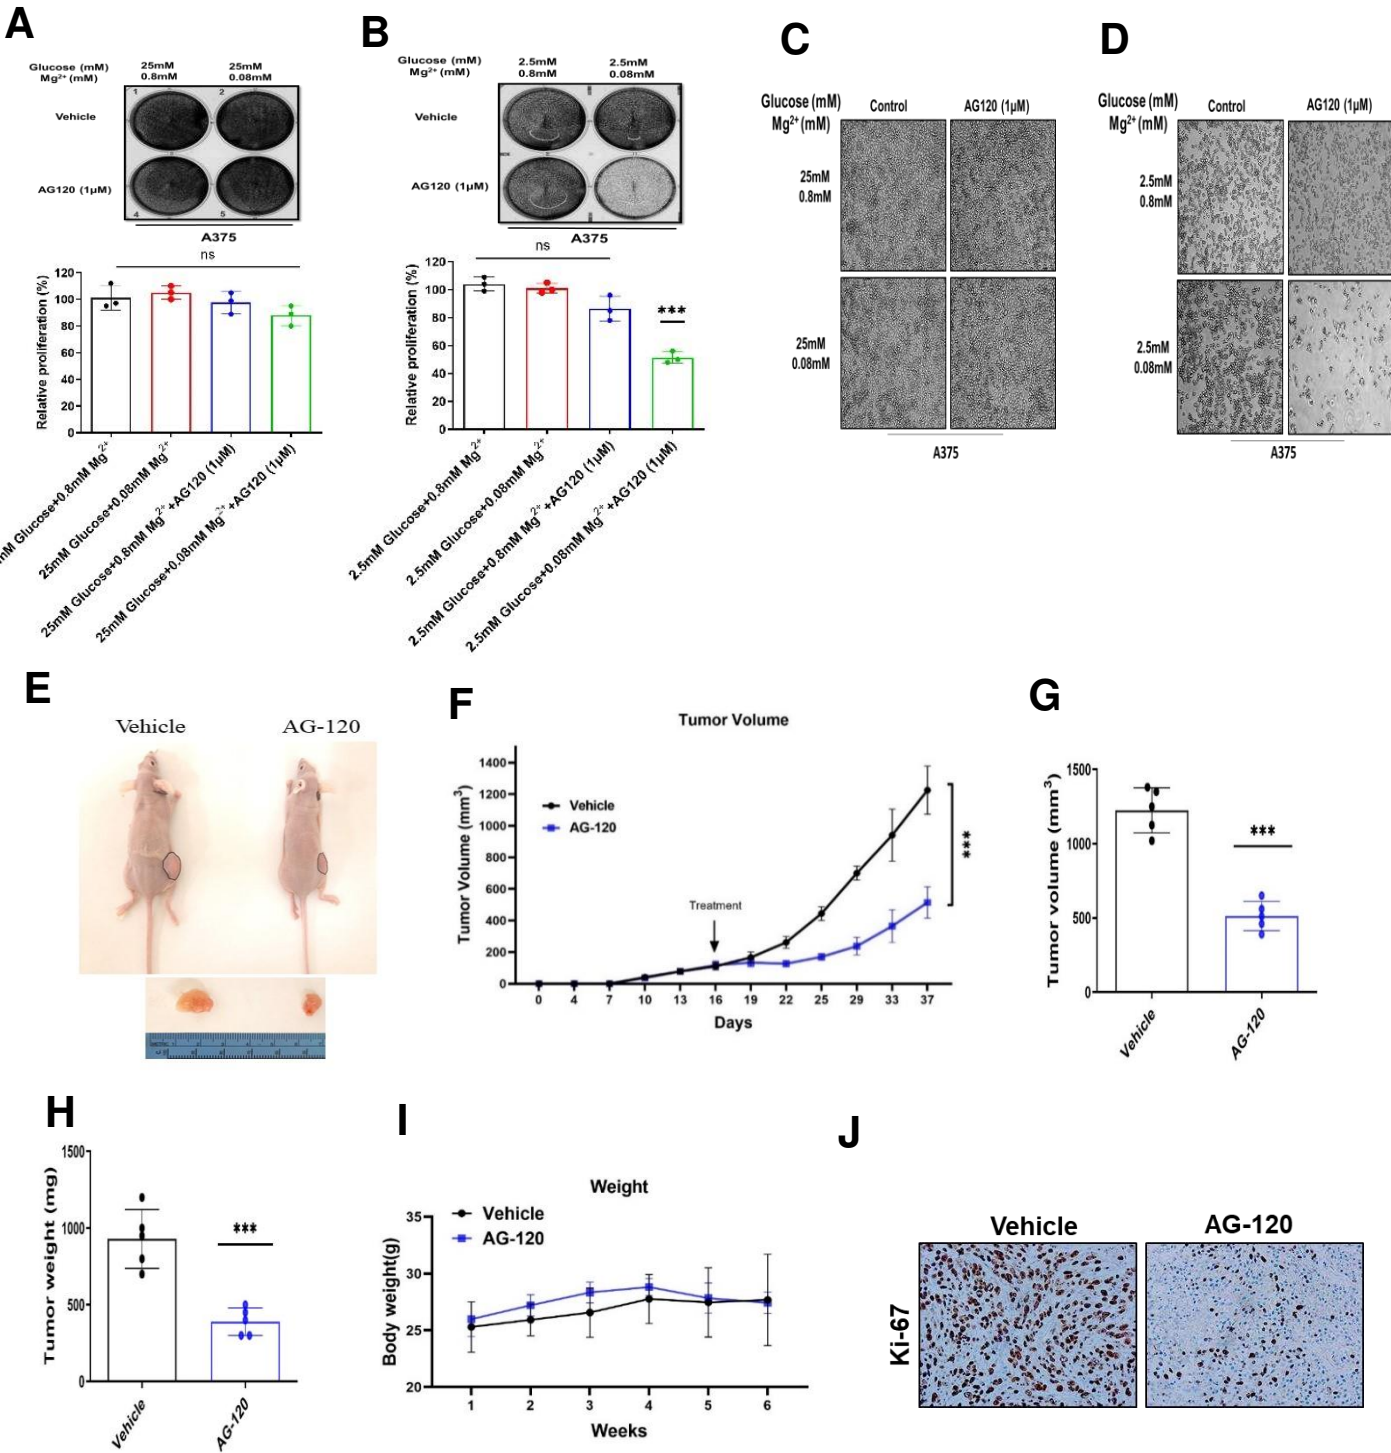 A
Glucose (mM) 25mM 25mM
Mg2+ (mM) 0.8mM 0.08mM
1 2
Vehicle
AG120 (1µM)
4 5
A375
ns
Relative proliferation (%)
120
100
80
60
40
20
0
mM Glucose+0.8mM Mg2+
25mM Glucose+0.08mM Mg2+
25mM Glucose+0.8mM Mg2+ +AG120 (1µM)
25mM Glucose+0.08mM Mg2+ +AG120 (1µM)
B
Glucose (mM) 2.5mM 2.5mM
Mg2+ (mM) 0.8mM 0.08mM
Vehicle
AG120 (1µM)
A375
ns
***
Relative proliferation (%)
120
100
80
60
40
20
0
2.5mM Glucose+0.8mM Mg2+
2.5mM Glucose+0.08mM Mg2+
2.5mM Glucose+0.8mM Mg2+ +AG120 (1µM)
2.5mM Glucose+0.08mM Mg2+ +AG120 (1µM)
C
Glucose (mM)
Mg2+ (mM)
Control AG120 (1µM)
25mM
0.8mM
25mM
0.08mM
A375
D
Glucose (mM)
Mg2+ (mM)
Control AG120 (1µM)
2.5mM
0.8mM
2.5mM
0.08mM
A375
E
Vehicle AG-120
F
Tumor Volume
Tumor Volume (mm3)
1400
1200
1000
800
600
400
200
0
Vehicle
AG-120
Treatment
***
0 4 7 10 13 16 19 22 25 29 33 37
Days
G
Tumor volume (mm3)
1500
1000
500
0
***
Vehicle
AG-120
H
Tumor weight (mg)
1500
1000
500
0
***
Vehicle
AG-120
I
Weight
Vehicle
AG-120
Body weight(g)
35
30
25
20
1 2 3 4 5 6
Weeks
J
Vehicle AG-120
Ki-67